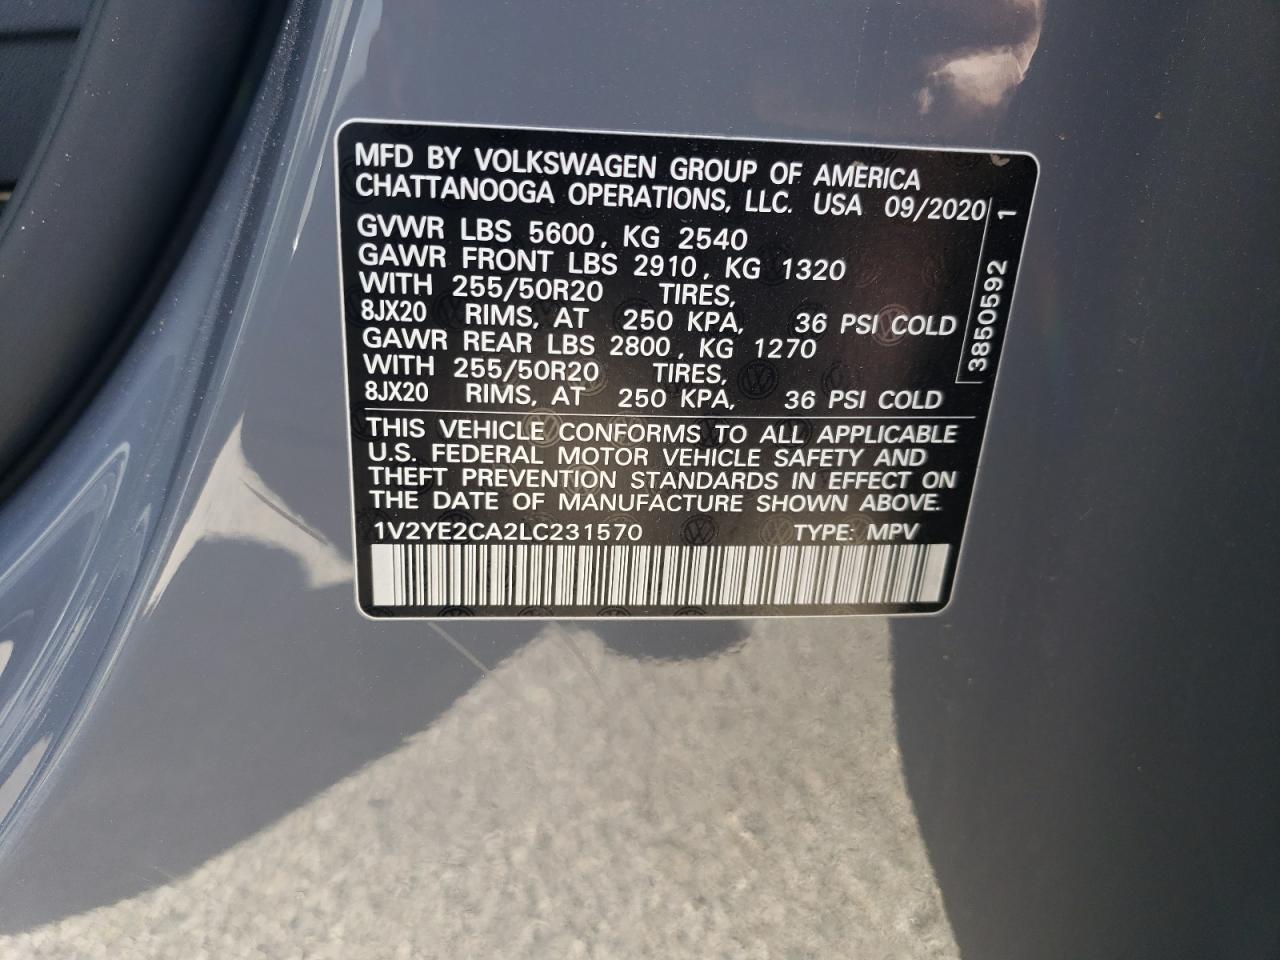 MFD BY VOLKSWAGEN GROUP OF AMERICA
CHATTANOOGA OPERATIONS, LLC. USA 09/2020
GVWR LBS 5600, KG 2540
GAWR FRONT LBS 2910, KG 1320
WITH 255/50R20 TIRES,
8JX20 RIMS, AT 250 KPA, 36 PSI COLD
GAWR REAR LBS 2800, KG 1270
WITH 255/50R20 TIRES,
8JX20 RIMS, AT 250 KPA, 36 PSI COLD
3850592 1
THIS VEHICLE CONFORMS TO ALL APPLICABLE
U.S. FEDERAL MOTOR VEHICLE SAFETY AND
THEFT PREVENTION STANDARDS IN EFFECT ON
THE DATE OF MANUFACTURE SHOWN ABOVE.
1V2YE2CA2LC231570 TYPE: MPV